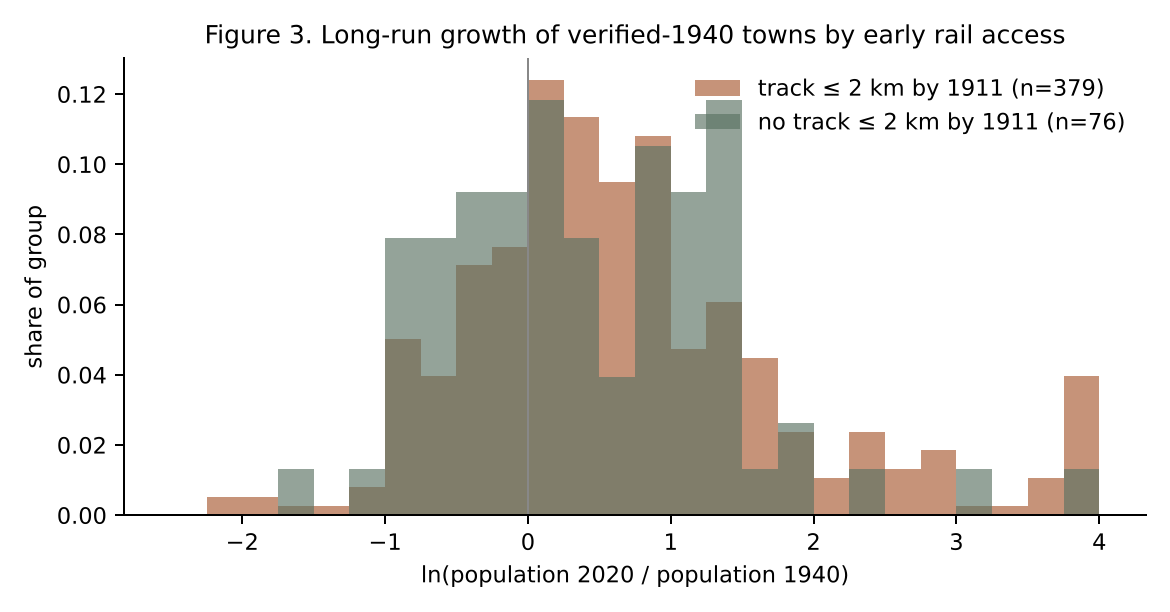 Figure 3. Long-run growth of verified-1940 towns by early rail access
track ≤ 2 km by 1911 (n=379)
no track ≤ 2 km by 1911 (n=76)
share of group
0.12
0.10
0.08
0.06
0.04
0.02
0.00
−2 −1 0 1 2 3 4
ln(population 2020 / population 1940)